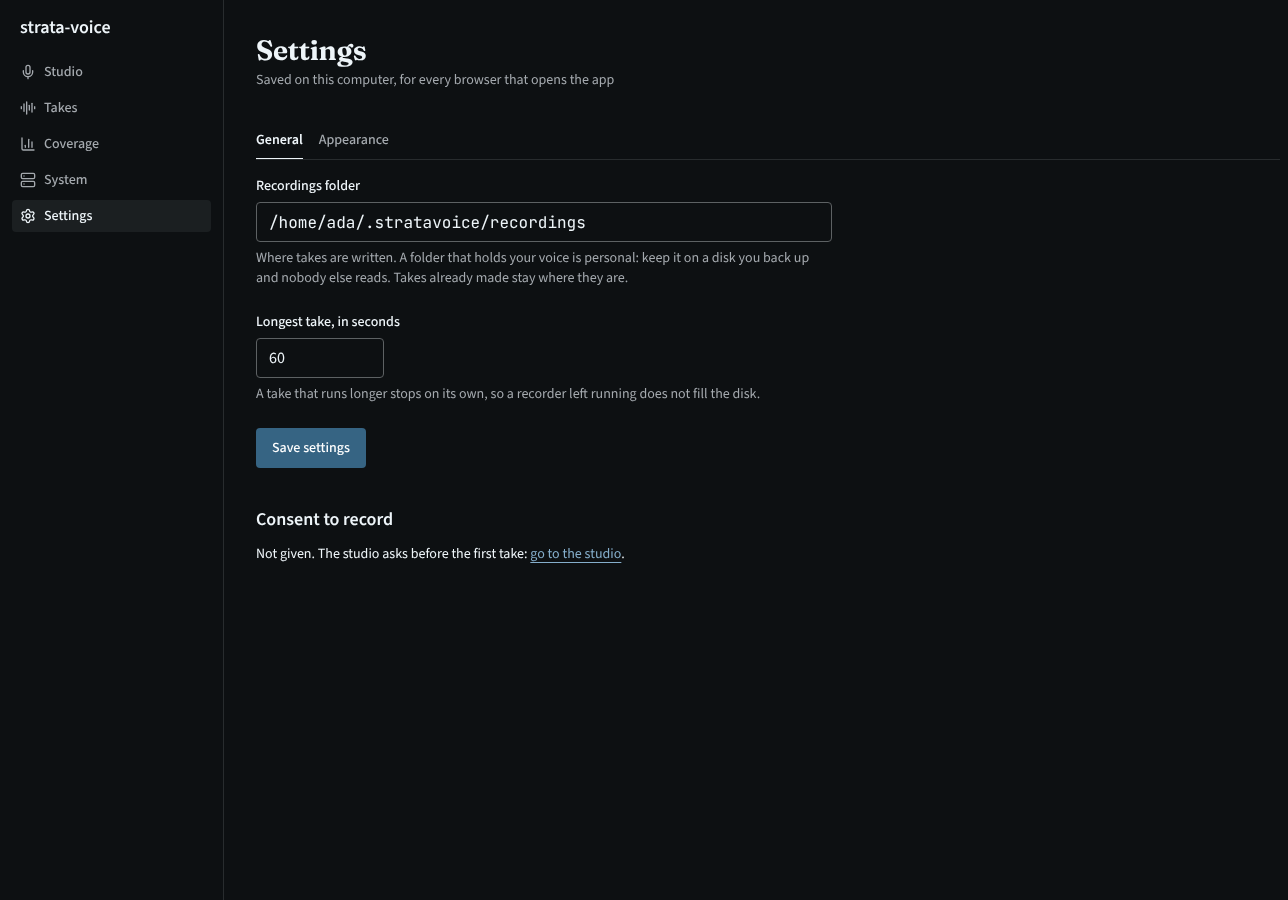 strata-voice
Studio
Takes
Coverage
System
Settings
Settings
Saved on this computer, for every browser that opens the app
General
Appearance
Recordings folder
/home/ada/.stratavoice/recordings
Where takes are written. A folder that holds your voice is personal: keep it on a disk you back up
and nobody else reads. Takes already made stay where they are.
Longest take, in seconds
60
A take that runs longer stops on its own, so a recorder left running does not fill the disk.
Save settings
Consent to record
Not given. The studio asks before the first take: go to the studio.